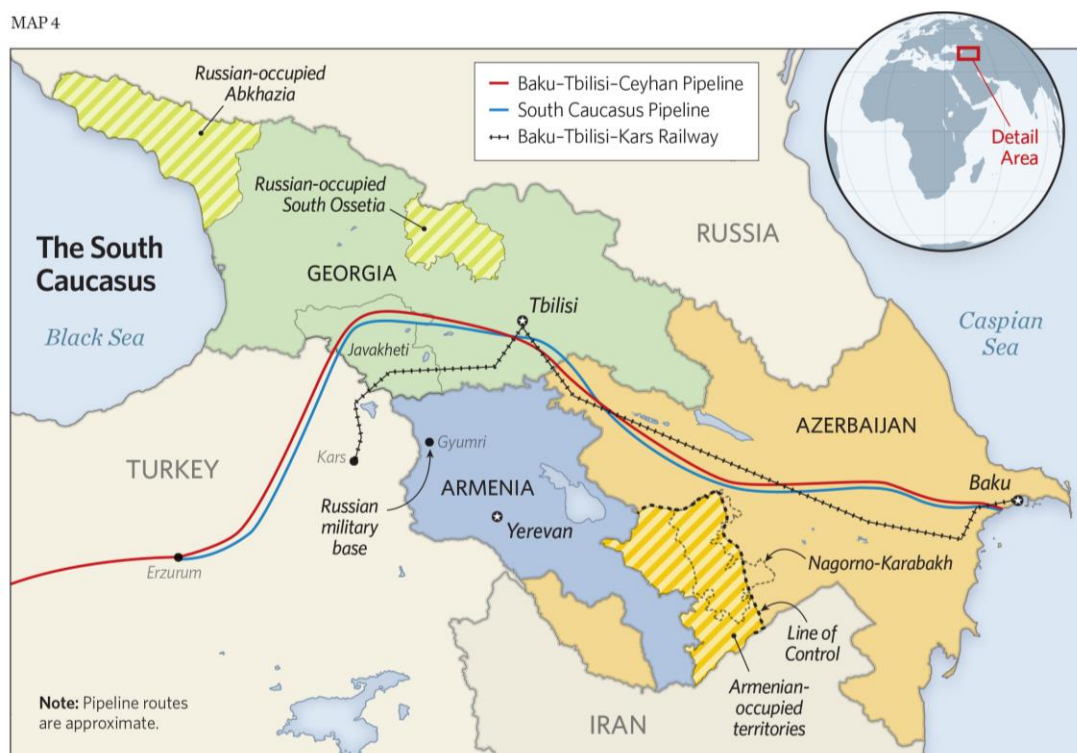 MAP 4
Russian-occupied
Abkhazia
Baku–Tbilisi–Ceyhan Pipeline
South Caucasus Pipeline
Baku–Tbilisi–Kars Railway
Detail
Area
Russian-occupied
South Ossetia
RUSSIA
The South
Caucasus
GEORGIA
Black Sea
Tbilisi
Caspian
Sea
Javakheti
AZERBAIJAN
TURKEY
Kars
Gyumri
ARMENIA
Baku
Russian
military
base
Yerevan
Erzurum
Nagorno-Karabakh
Line of
Control
Armenian-
occupied
territories
IRAN
Note: Pipeline routes
are approximate.